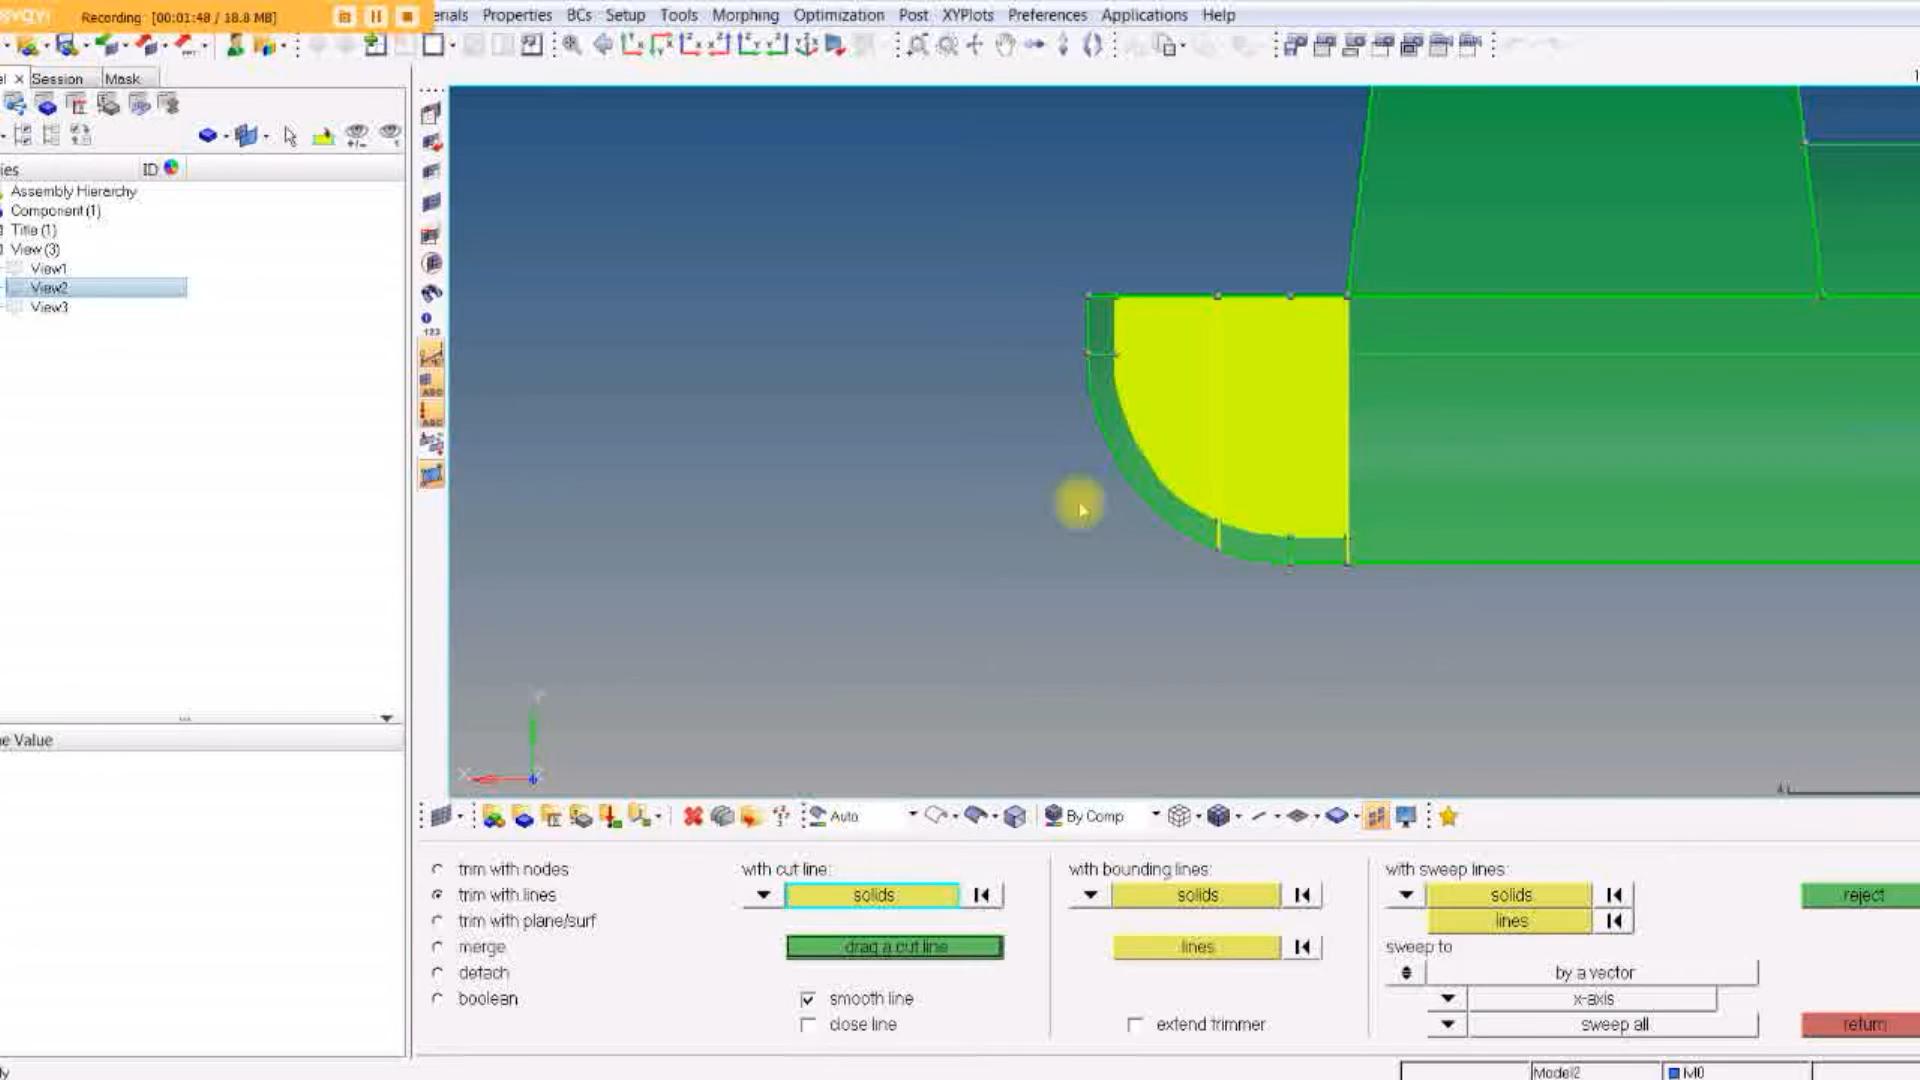 Recording [00:01:48 / 18.8 MB]
erials Properties BCs Setup Tools Morphing Optimization Post XYPlots Preferences Applications Help
Session Mask
ies ID
Assembly Hierarchy
Component (1)
Title (1)
View (3)
View1
View2
View3
e Value
123
ABC
ABC
X
Auto By Comp
trim with nodes
trim with lines
trim with plane/surf
merge
detach
boolean
with cut line:
solids
drag a cut line
smooth line
close line
with bounding lines:
solids
lines
extend trimmer
with sweep lines:
solids
lines
sweep to
by a vector
x-axis
sweep all
reject
return
Model2